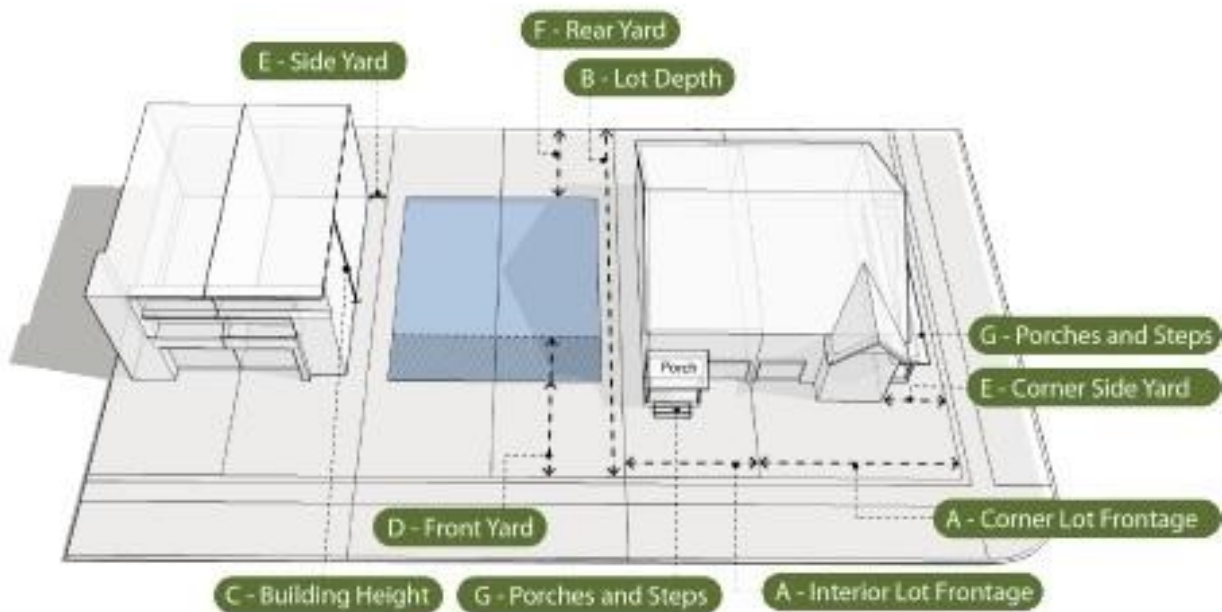 F - Rear Yard
E - Side Yard
B - Lot Depth
G - Porches and Steps
Porch
E - Corner Side Yard
A - Corner Lot Frontage
D - Front Yard
C - Building Height
G - Porches and Steps
A - Interior Lot Frontage